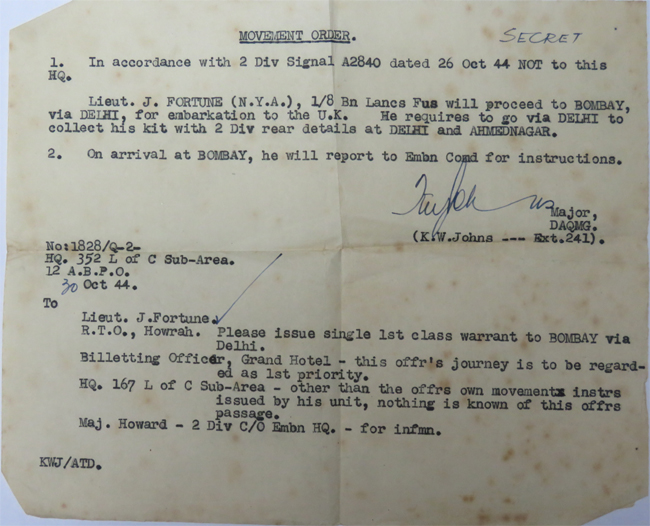 MOVEMENT ORDER.
SECRET
1. In accordance with 2 Div Signal A2840 dated 26 Oct 44 NOT to this
HQ.
Lieut. J. FORTUNE (N.Y.A.), 1/8 Bn Lancs Fus will proceed to BOMBAY,
via DELHI, for embarkation to the U.K. He requires to go via DELHI to
collect his kit with 2 Div rear details at DELHI and AHMEDNAGAR.
2. On arrival at BOMBAY, he will report to Embn Comd for instructions.
Major,
DAQMG.
(K.W.Johns --- Ext.241).
No:1828/Q-2-
HQ. 352 L of C Sub-Area.
12 A.B.P.O.
30 Oct 44.
To
Lieut. J.Fortune.
R.T.O., Howrah. Please issue single 1st class warrant to BOMBAY via
Delhi.
Billetting Officer, Grand Hotel - this offr's journey is to be regard-
ed as 1st priority.
HQ. 167 L of C Sub-Area - other than the offrs own movement instrs
issued by his unit, nothing is known of this offrs
passage.
Maj. Howard - 2 Div C/O Embn HQ. - for infmn.
KWJ/ATD.